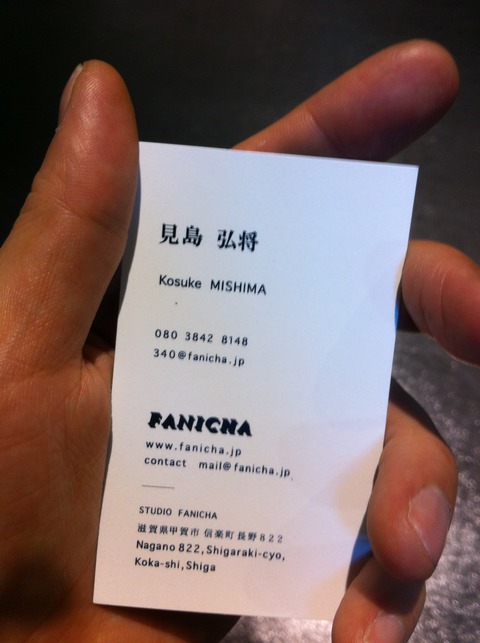 見島 弘将
Kosuke MISHIMA
080 3842 8148
340@fanicha.jp
FANICHA
www.fanicha.jp
contact mail@fanicha.jp
STUDIO FANICHA
滋賀県甲賀市 信楽町長野822
Nagano 822,Shigaraki-cyo,
Koka-shi,Shiga